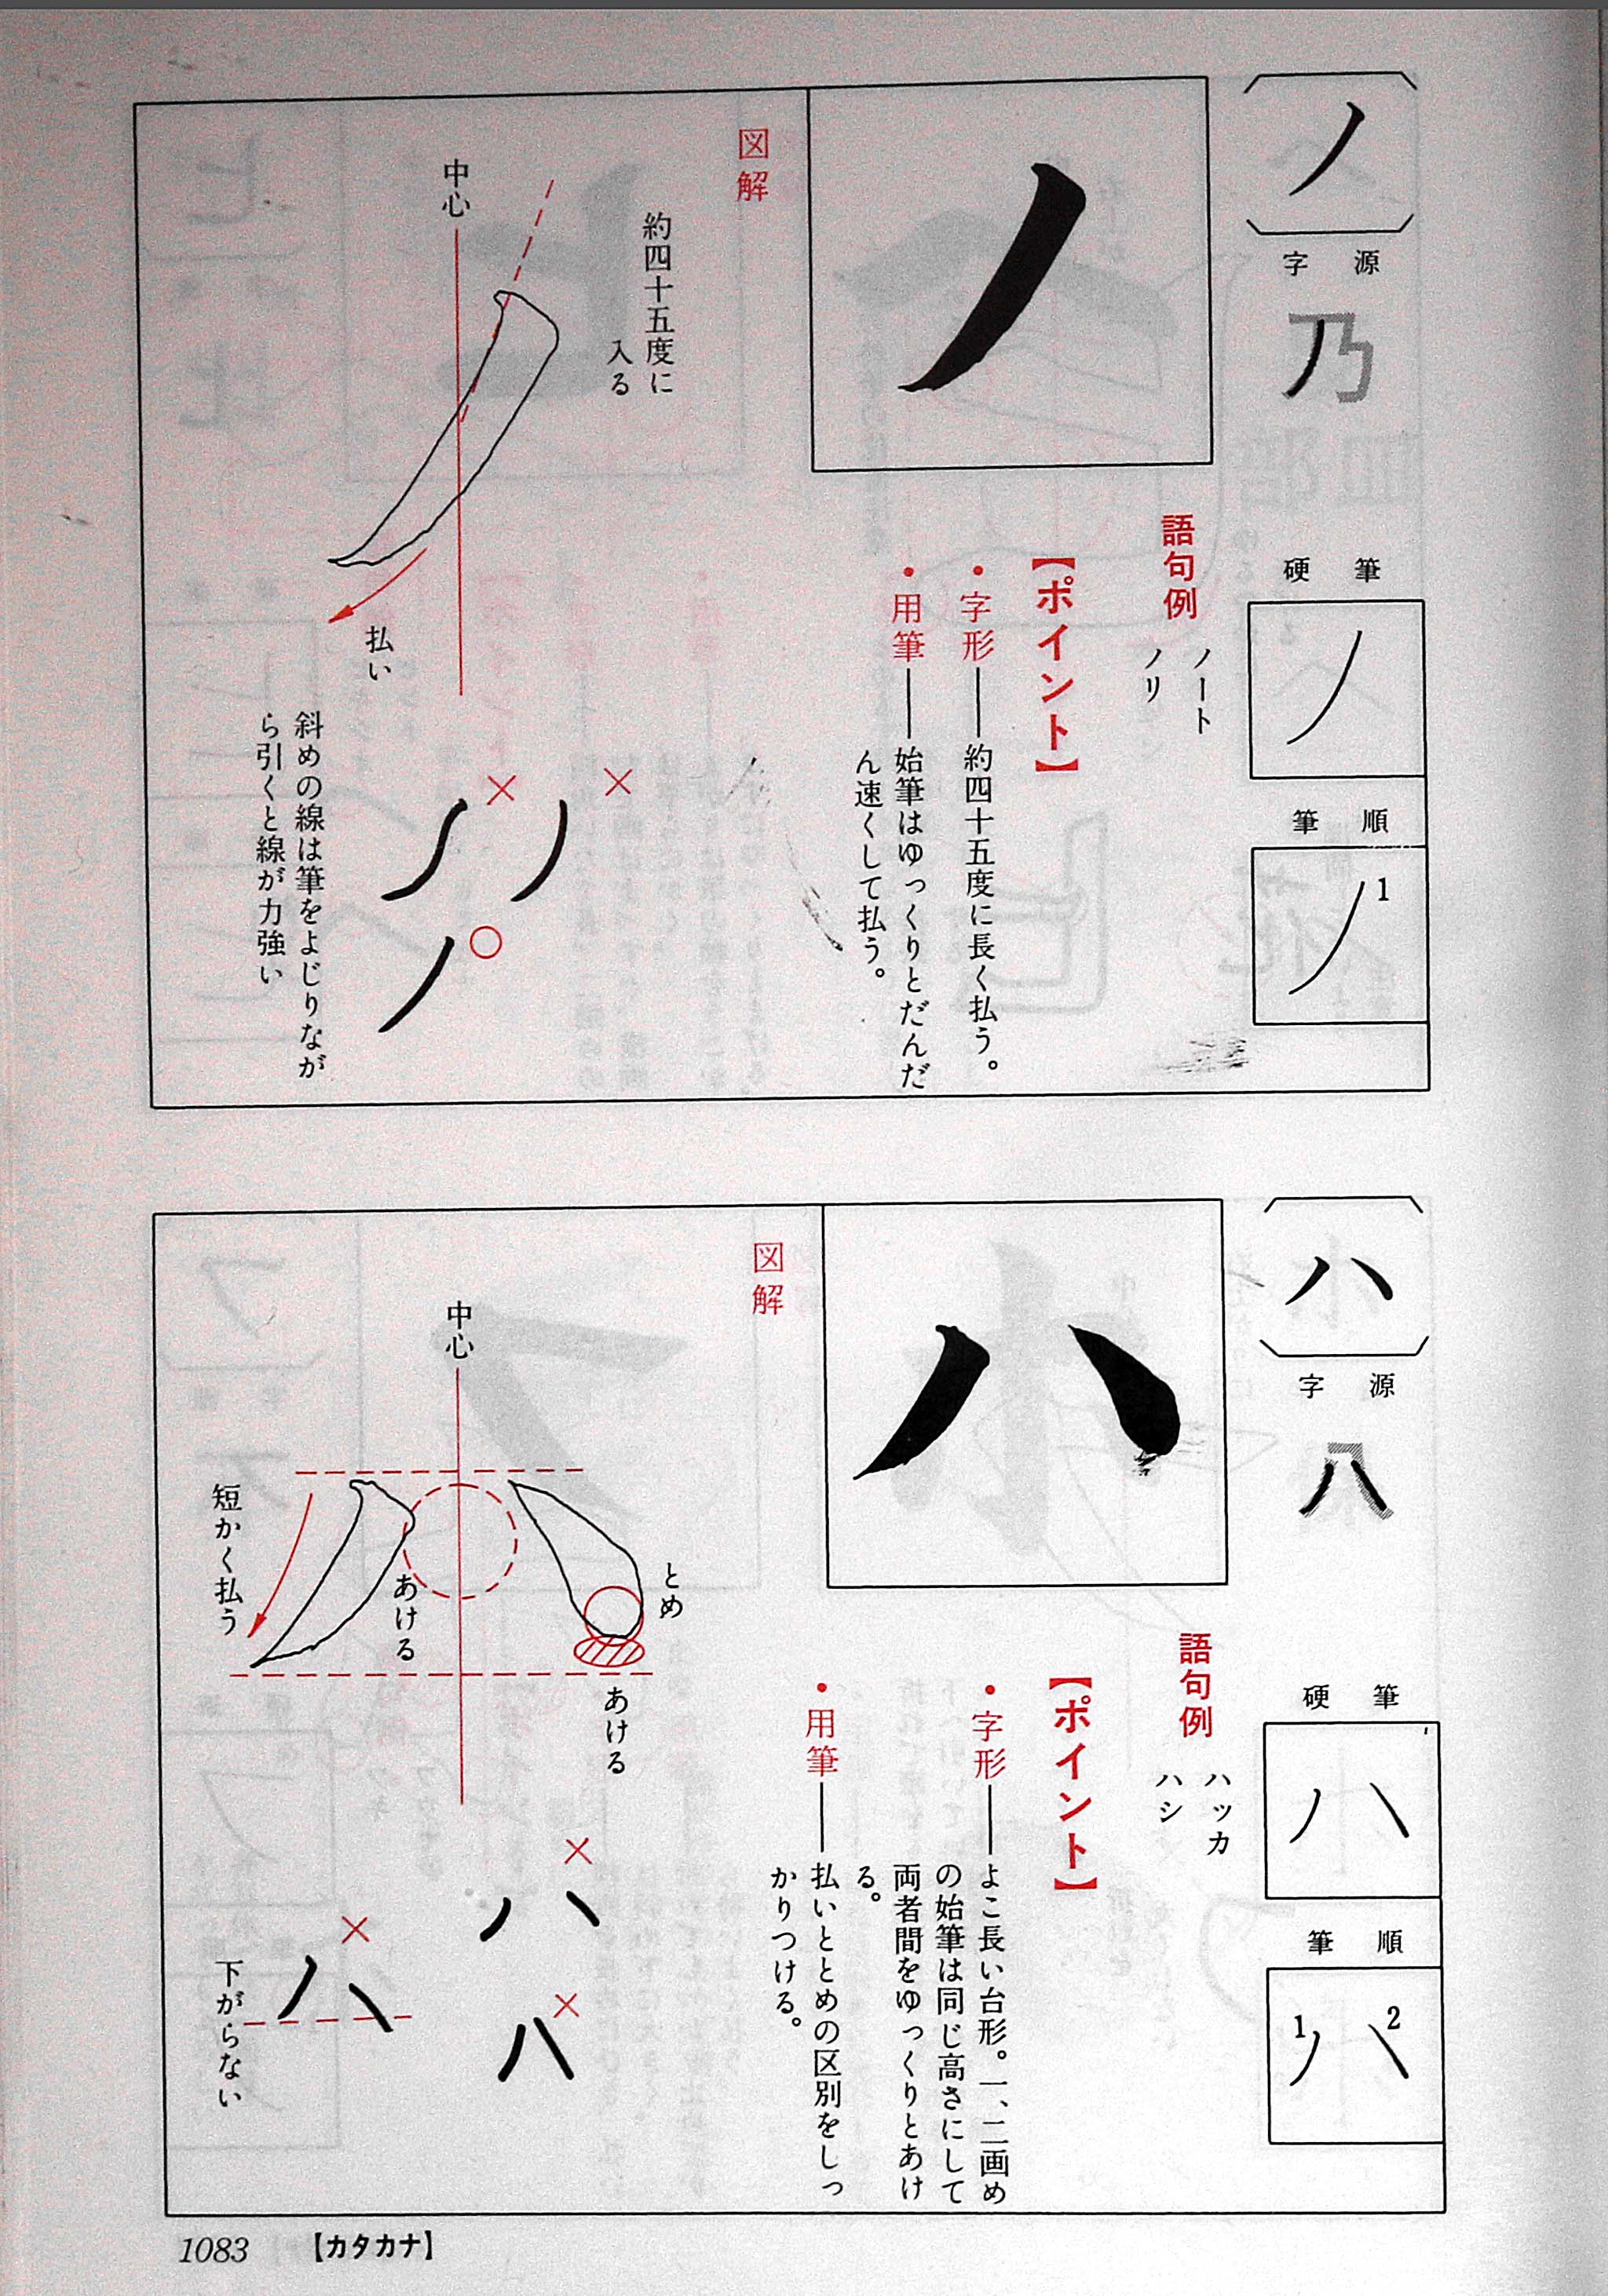 ノ
字源
乃
硬筆
ノ
筆順
1
ノ
語句例
ノート
ノリ
【ポイント】
・字形――約四十五度に長く払う。
・用筆――始筆はゆっくりとだんだ
ん速くして払う。
ノ
図解
約四十五度に
入る
中心
払い
×
ノ
×
ノ
○
ノ
斜めの線は筆をよじりなが
ら引くと線が力強い
ハ
字源
八
硬筆
ハ
筆順
1 2
ハ
語句例
ハッカ
ハシ
【ポイント】
・字形――よこ長い台形。一、二画め
の始筆は同じ高さにして
両者間をゆっくりとあけ
る。
・用筆――払いととめの区別をしっ
かりつける。
ハ
図解
とめ
あける
中心
あける
短かく払う
×
ハ
×
ハ
×
ハ
下がらない
1083 【カタカナ】